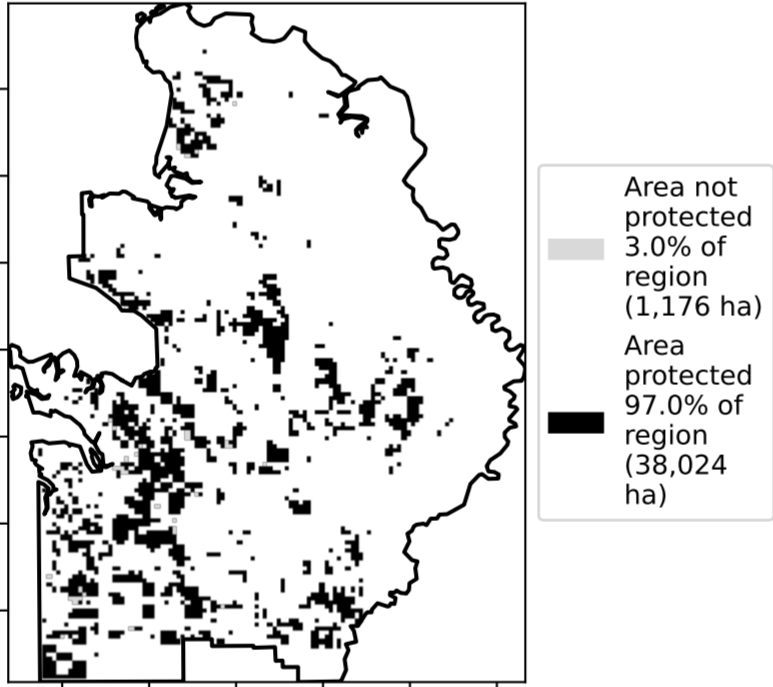 Area not
protected
3.0% of
region
(1,176 ha)
Area
protected
97.0% of
region
(38,024
ha)